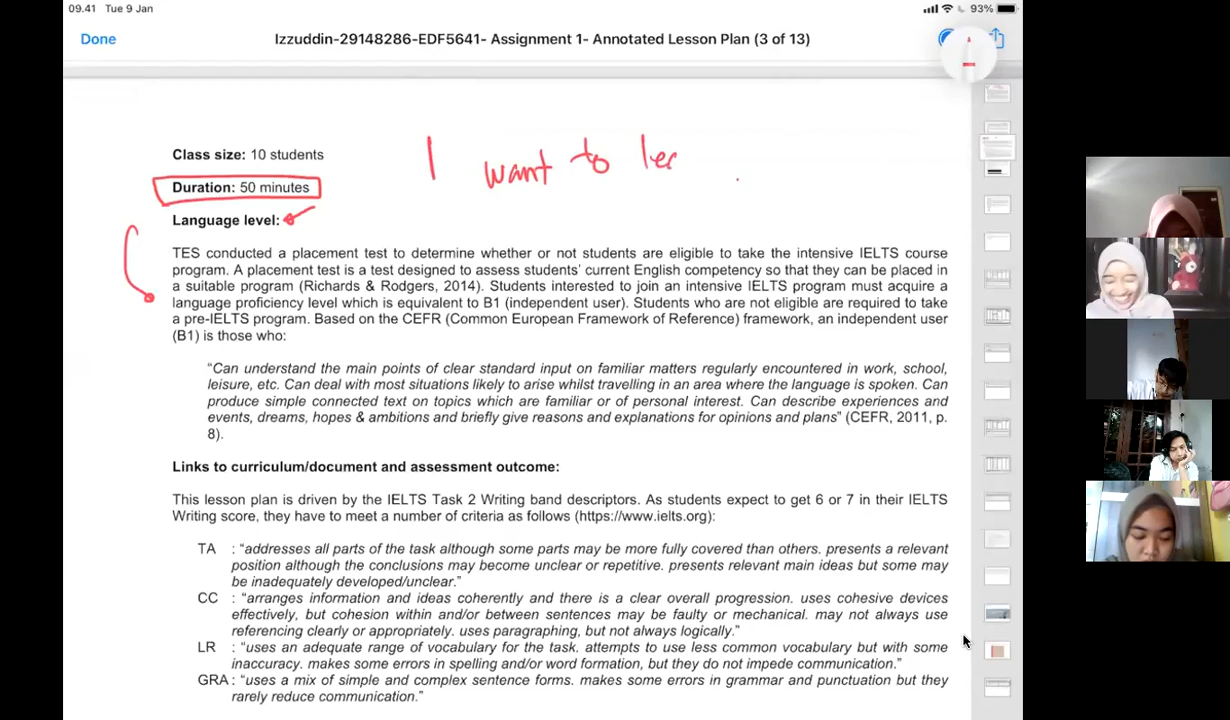 09.41 Tue 9 Jan
93%
Done
Izzuddin-29148286-EDF5641- Assignment 1- Annotated Lesson Plan (3 of 13)
Class size: 10 students
I want to lea
Duration: 50 minutes
Language level:
TES conducted a placement test to determine whether or not students are eligible to take the intensive IELTS course
program. A placement test is a test designed to assess students' current English competency so that they can be placed in
a suitable program (Richards & Rodgers, 2014). Students interested to join an intensive IELTS program must acquire a
language proficiency level which is equivalent to B1 (independent user). Students who are not eligible are required to take
a pre-IELTS program. Based on the CEFR (Common European Framework of Reference) framework, an independent user
(B1) is those who:
"Can understand the main points of clear standard input on familiar matters regularly encountered in work, school,
leisure, etc. Can deal with most situations likely to arise whilst travelling in an area where the language is spoken. Can
produce simple connected text on topics which are familiar or of personal interest. Can describe experiences and
events, dreams, hopes & ambitions and briefly give reasons and explanations for opinions and plans" (CEFR, 2011, p.
8).
Links to curriculum/document and assessment outcome:
This lesson plan is driven by the IELTS Task 2 Writing band descriptors. As students expect to get 6 or 7 in their IELTS
Writing score, they have to meet a number of criteria as follows (https://www.ielts.org):
TA : "addresses all parts of the task although some parts may be more fully covered than others. presents a relevant
position although the conclusions may become unclear or repetitive. presents relevant main ideas but some may
be inadequately developed/unclear."
CC : "arranges information and ideas coherently and there is a clear overall progression. uses cohesive devices
effectively, but cohesion within and/or between sentences may be faulty or mechanical. may not always use
referencing clearly or appropriately. uses paragraphing, but not always logically."
LR : "uses an adequate range of vocabulary for the task. attempts to use less common vocabulary but with some
inaccuracy. makes some errors in spelling and/or word formation, but they do not impede communication."
GRA : "uses a mix of simple and complex sentence forms. makes some errors in grammar and punctuation but they
rarely reduce communication."